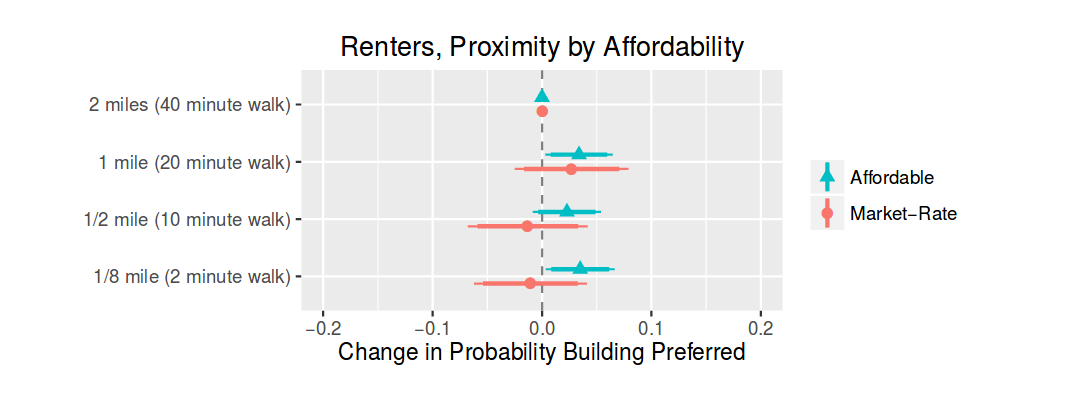 Renters, Proximity by Affordability
2 miles (40 minute walk)
1 mile (20 minute walk)
1/2 mile (10 minute walk)
1/8 mile (2 minute walk)
−0.2 −0.1 0.0 0.1 0.2
Change in Probability Building Preferred
Affordable
Market−Rate